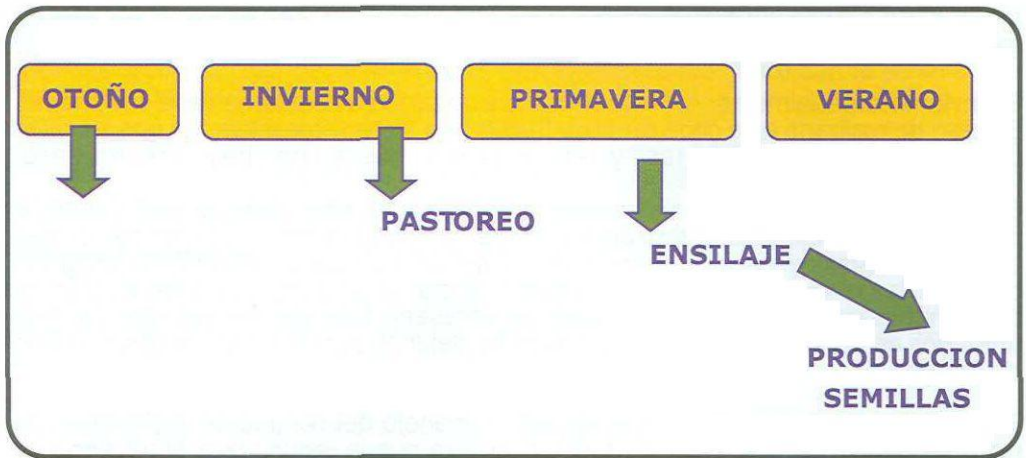 OTOÑO
INVIERNO
PRIMAVERA
VERANO
PASTOREO
ENSILAJE
PRODUCCION
SEMILLAS